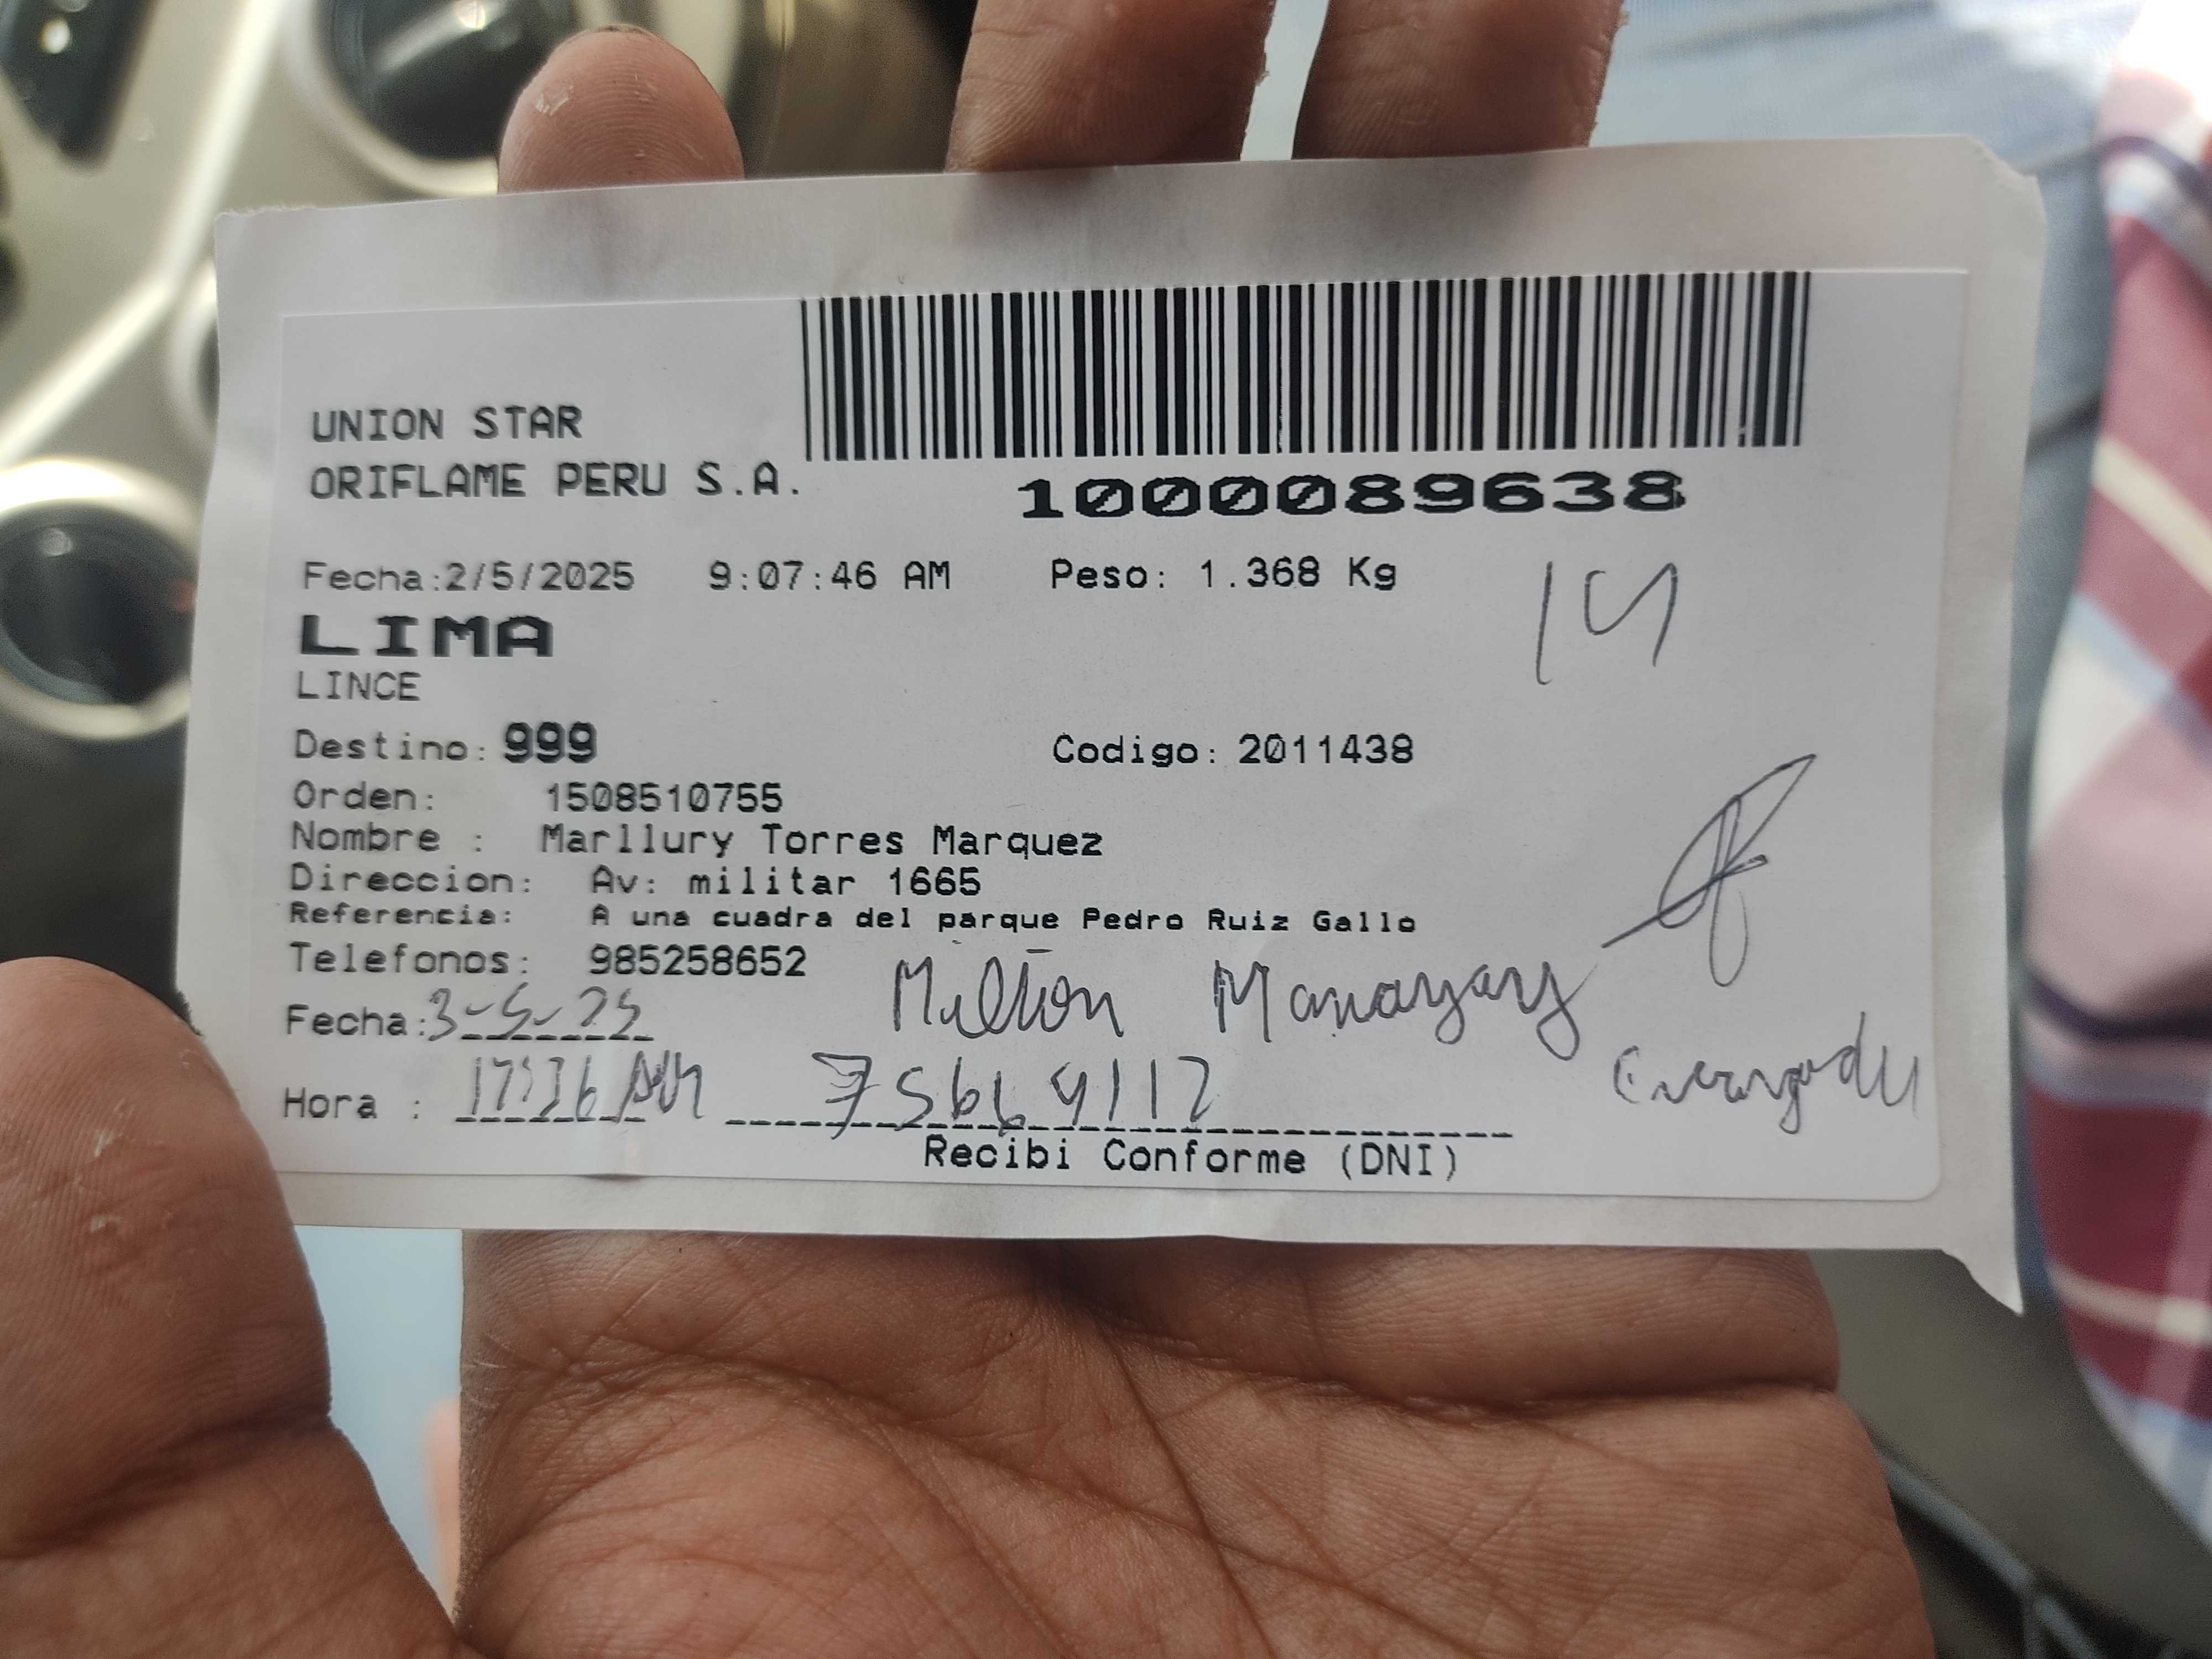 UNION STAR
ORIFLAME PERU S.A.
1000089638
Fecha:2/5/2025 9:07:46 AM Peso: 1.368 Kg
LIMA
LINCE
Destino: 999 Codigo: 2011438
Orden: 1508510755
Nombre : Marllury Torres Marquez
Direccion: Av: militar 1665
Referencia: A una cuadra del parque Pedro Ruiz Gallo
Telefonos: 985258652
Milton Manayay
Fecha:3-5-25
Hora :
Recibi Conforme (DNI)